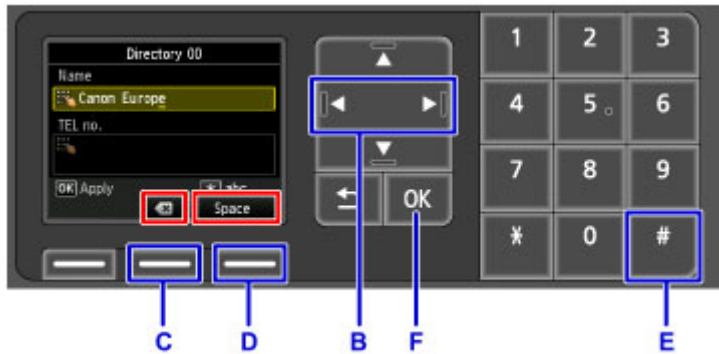 Directory 00
Name
Canon Europe
TEL no.
OK Apply
* abc
Space
OK
1 2 3
4 5 6
7 8 9
* 0 #
C D B F E